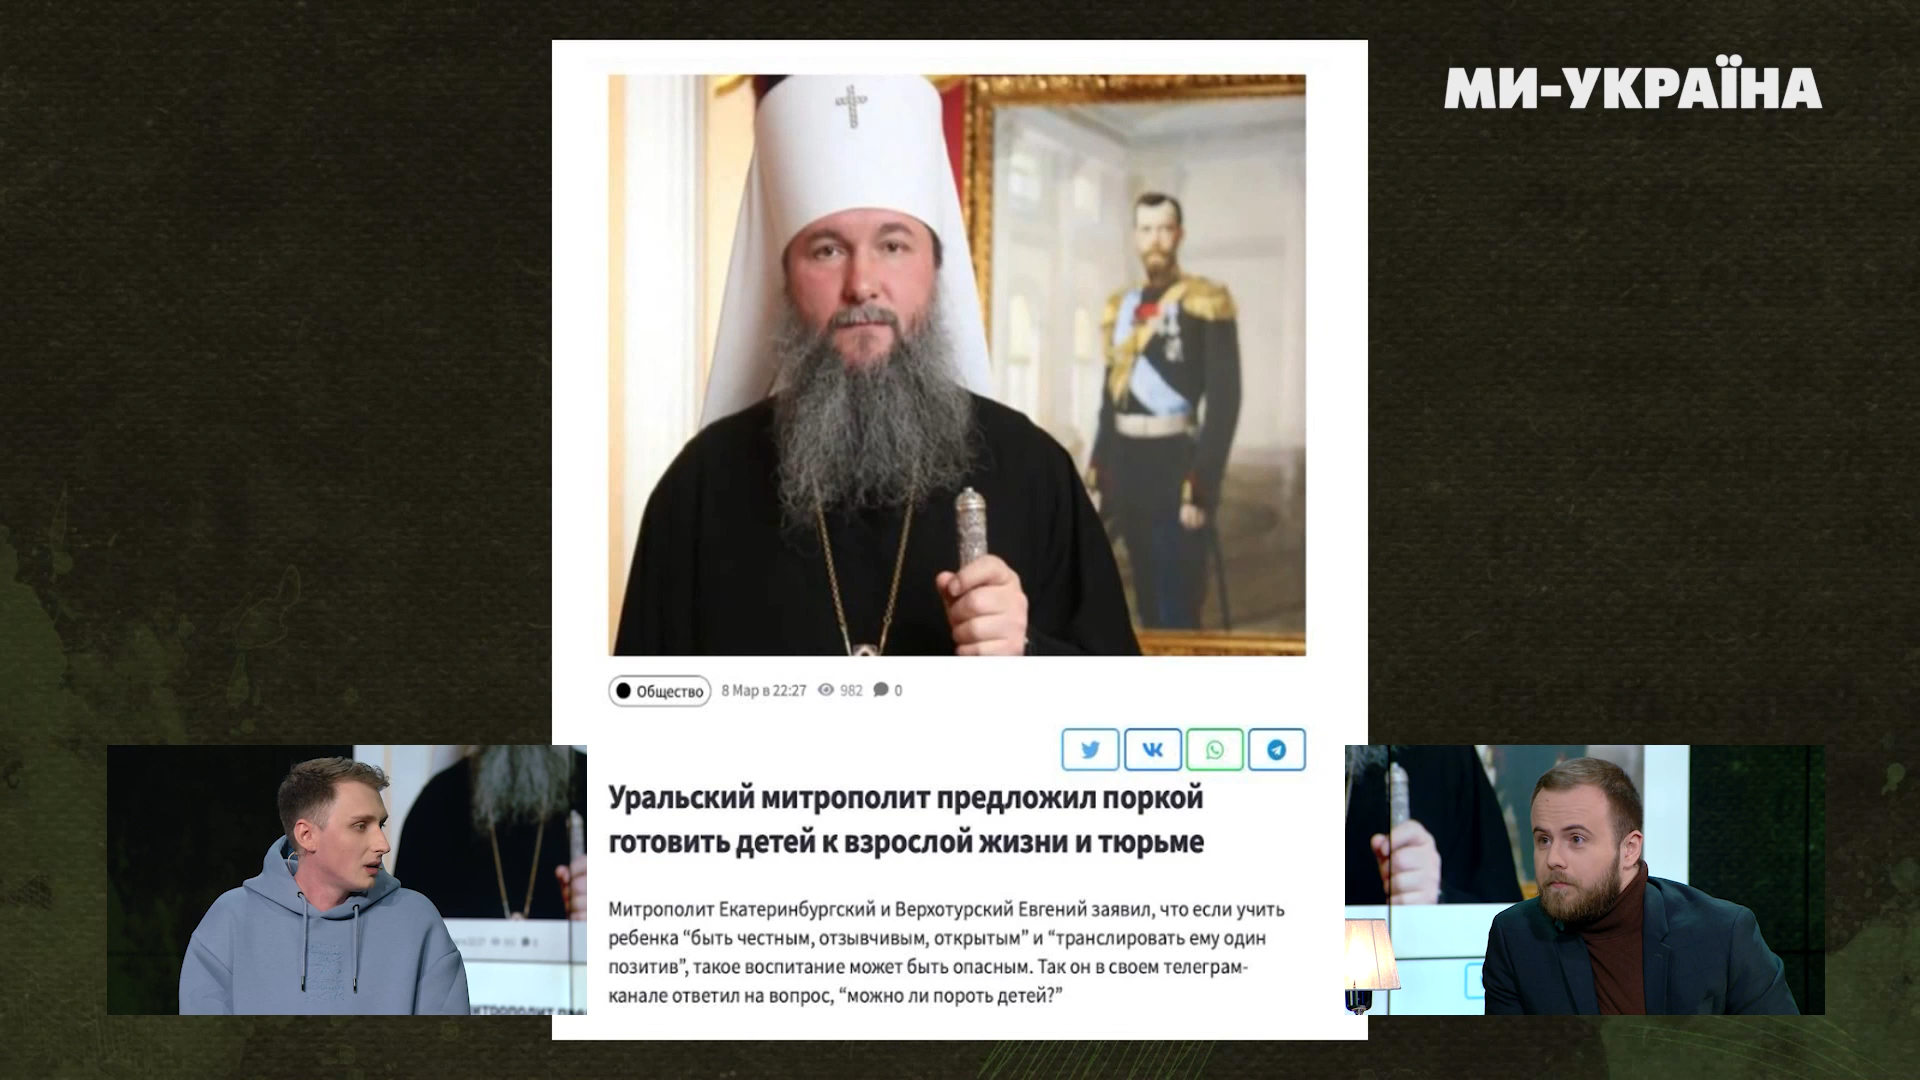 МИ-УКРАЇНА
Общество 8 Мар в 22:27 982 0
Уральский митрополит предложил поркой
готовить детей к взрослой жизни и тюрьме
Митрополит Екатеринбургский и Верхотурский Евгений заявил, что если учить
ребенка “быть честным, отзывчивым, открытым” и “транслировать ему один
позитив”, такое воспитание может быть опасным. Так он в своем телеграм-
канале ответил на вопрос, “можно ли пороть детей?”